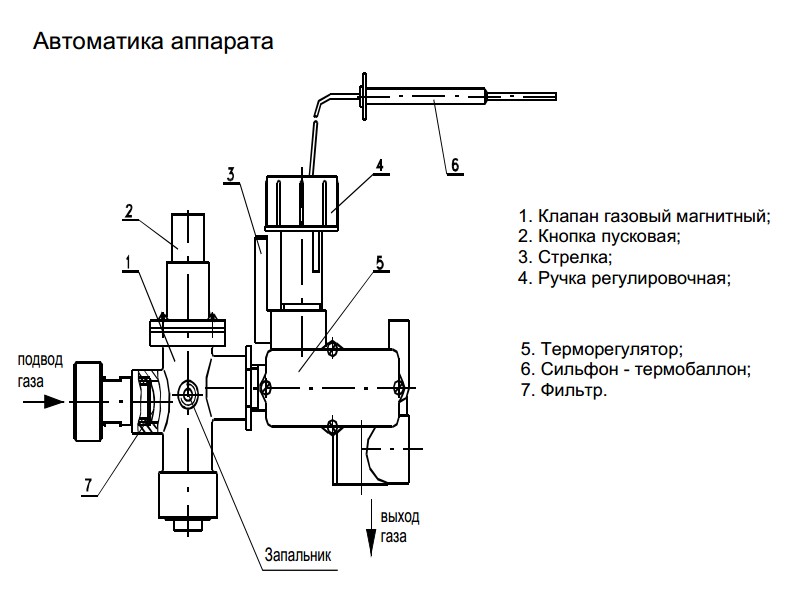 Автоматика аппарата
6
4
3
2
1
5
1. Клапан газовый магнитный;
2. Кнопка пусковая;
3. Стрелка;
4. Ручка регулировочная;
5. Терморегулятор;
6. Сильфон - термобаллон;
7. Фильтр.
подвод
газа
7
выход
газа
Запальник